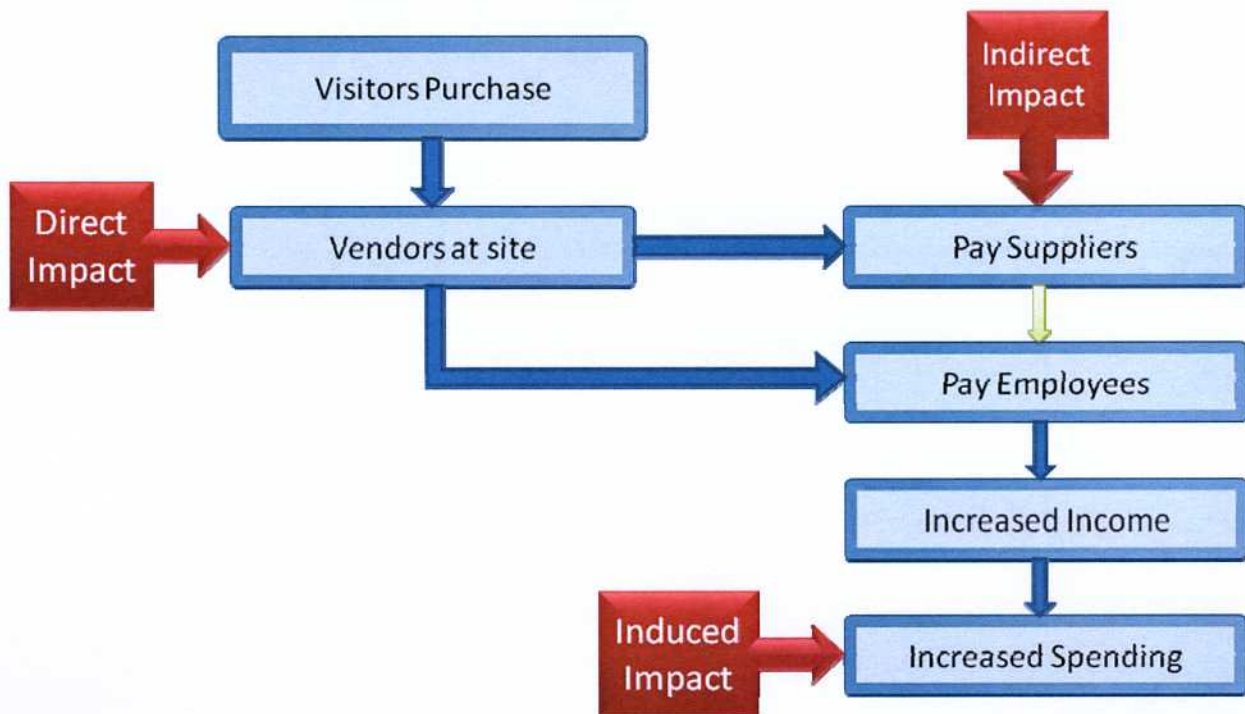 Visitors Purchase
Indirect
Impact
Direct
Impact
Vendors at site
Pay Suppliers
Pay Employees
Increased Income
Induced
Impact
Increased Spending